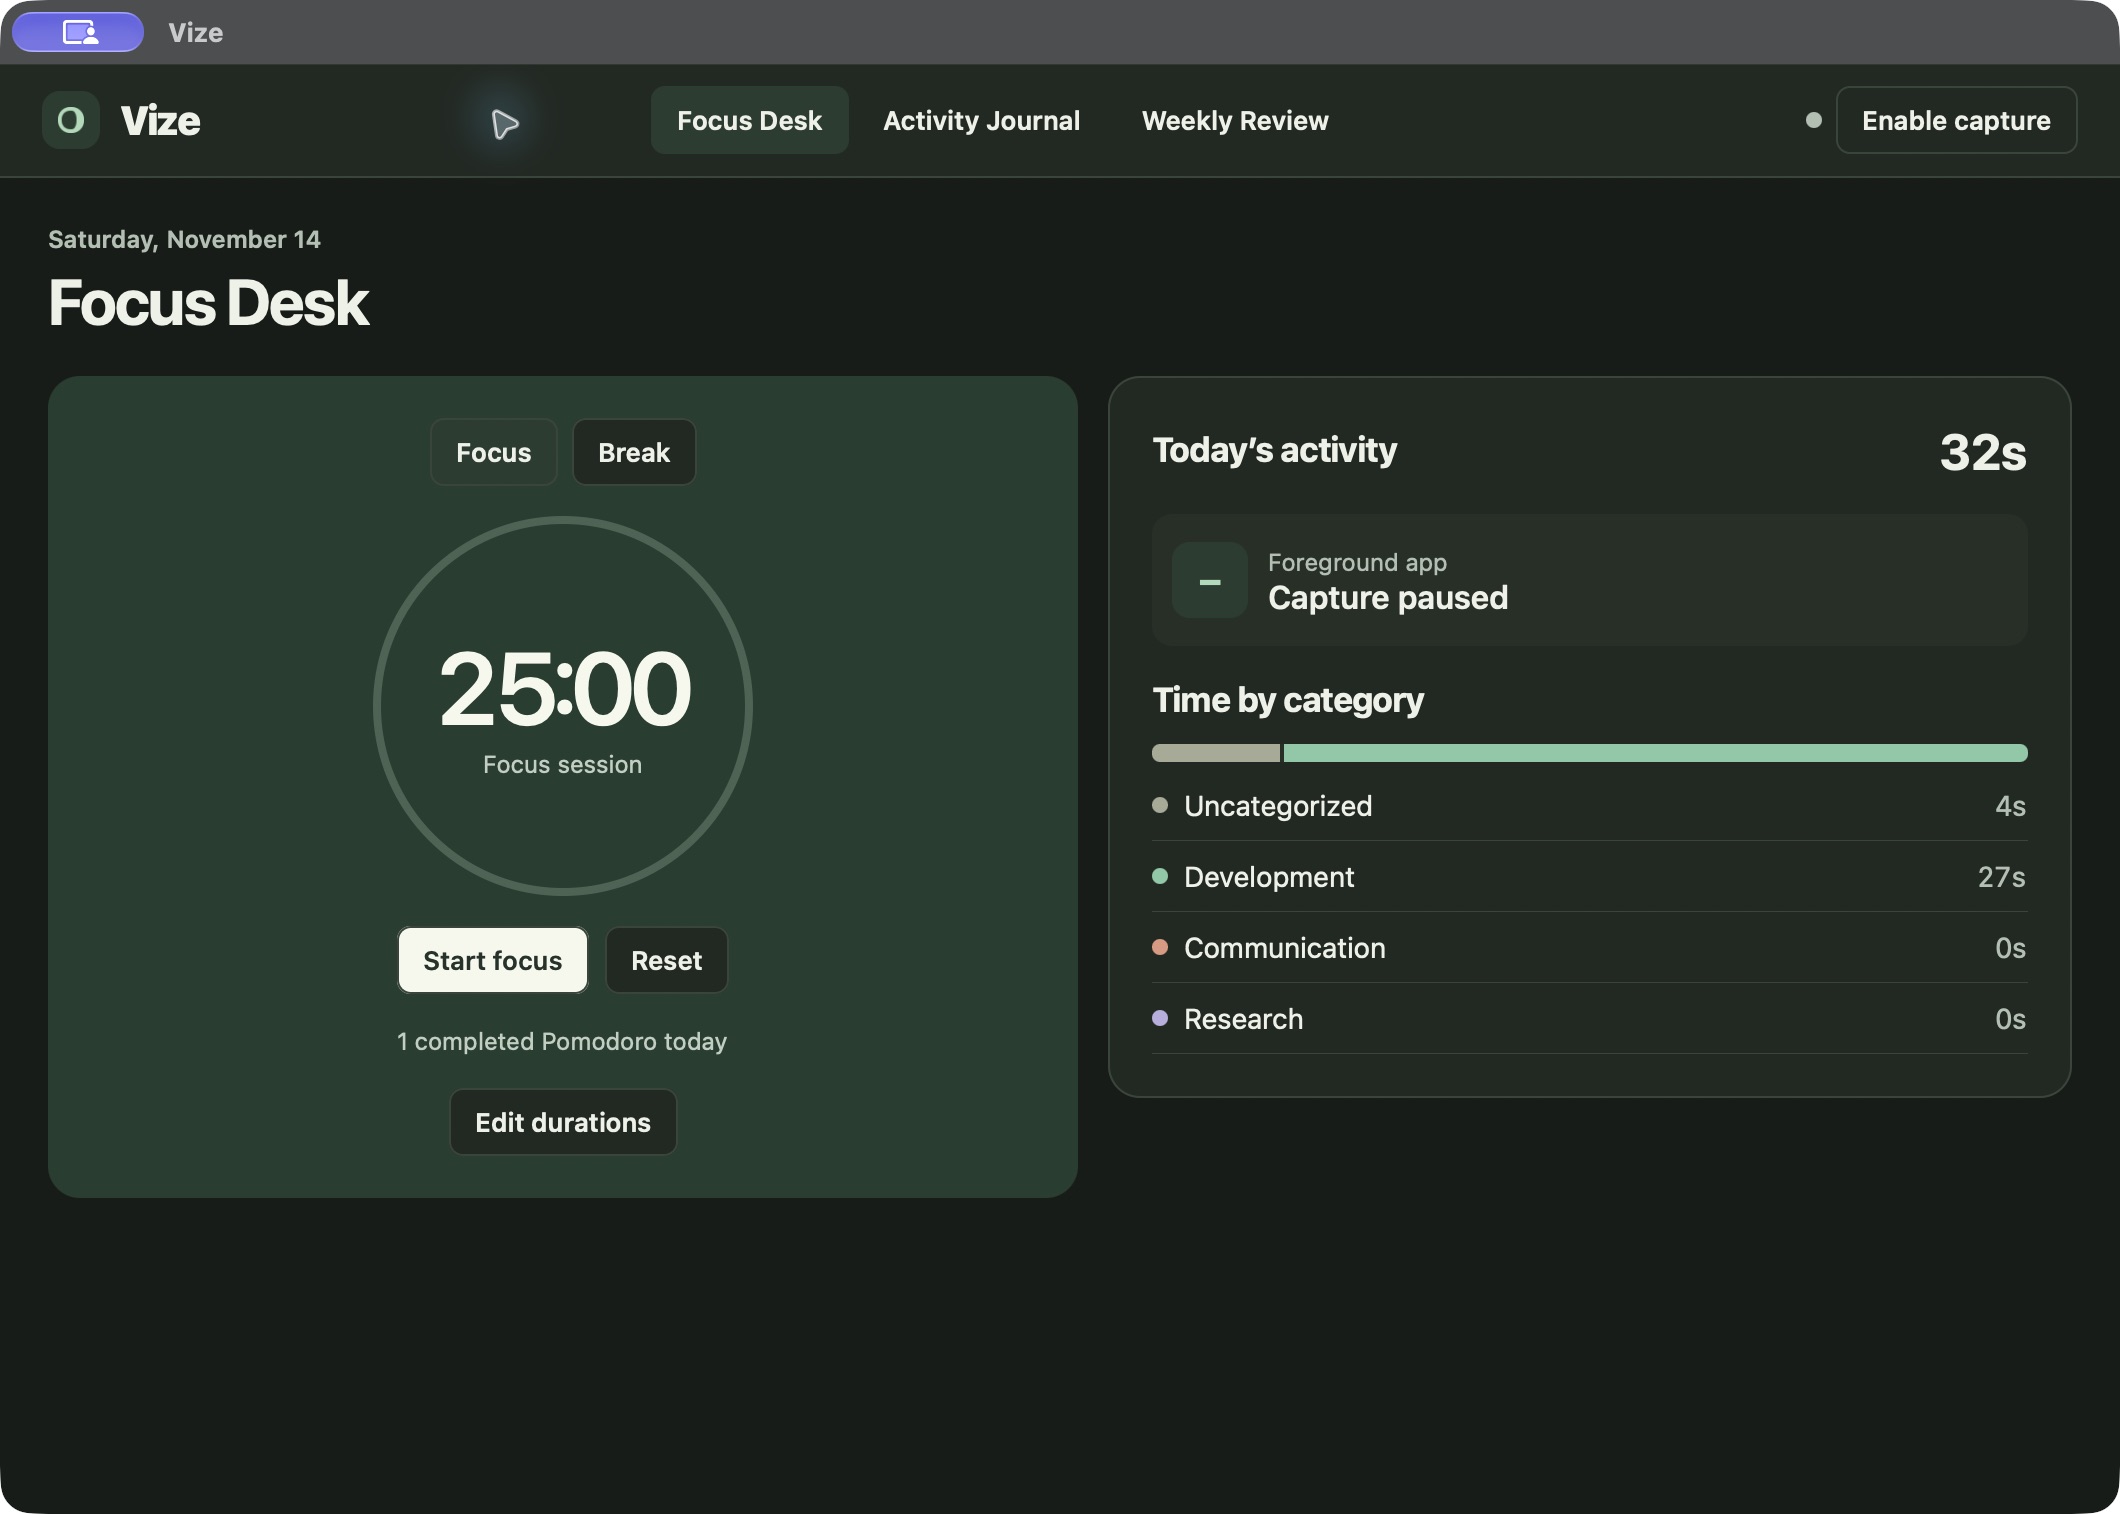 Vize
O
Vize
Focus Desk
Activity Journal
Weekly Review
Enable capture
Saturday, November 14
Focus Desk
Focus
Break
25:00
Focus session
Start focus
Reset
1 completed Pomodoro today
Edit durations
Today’s activity
32s
–
Foreground app
Capture paused
Time by category
Uncategorized
4s
Development
27s
Communication
0s
Research
0s